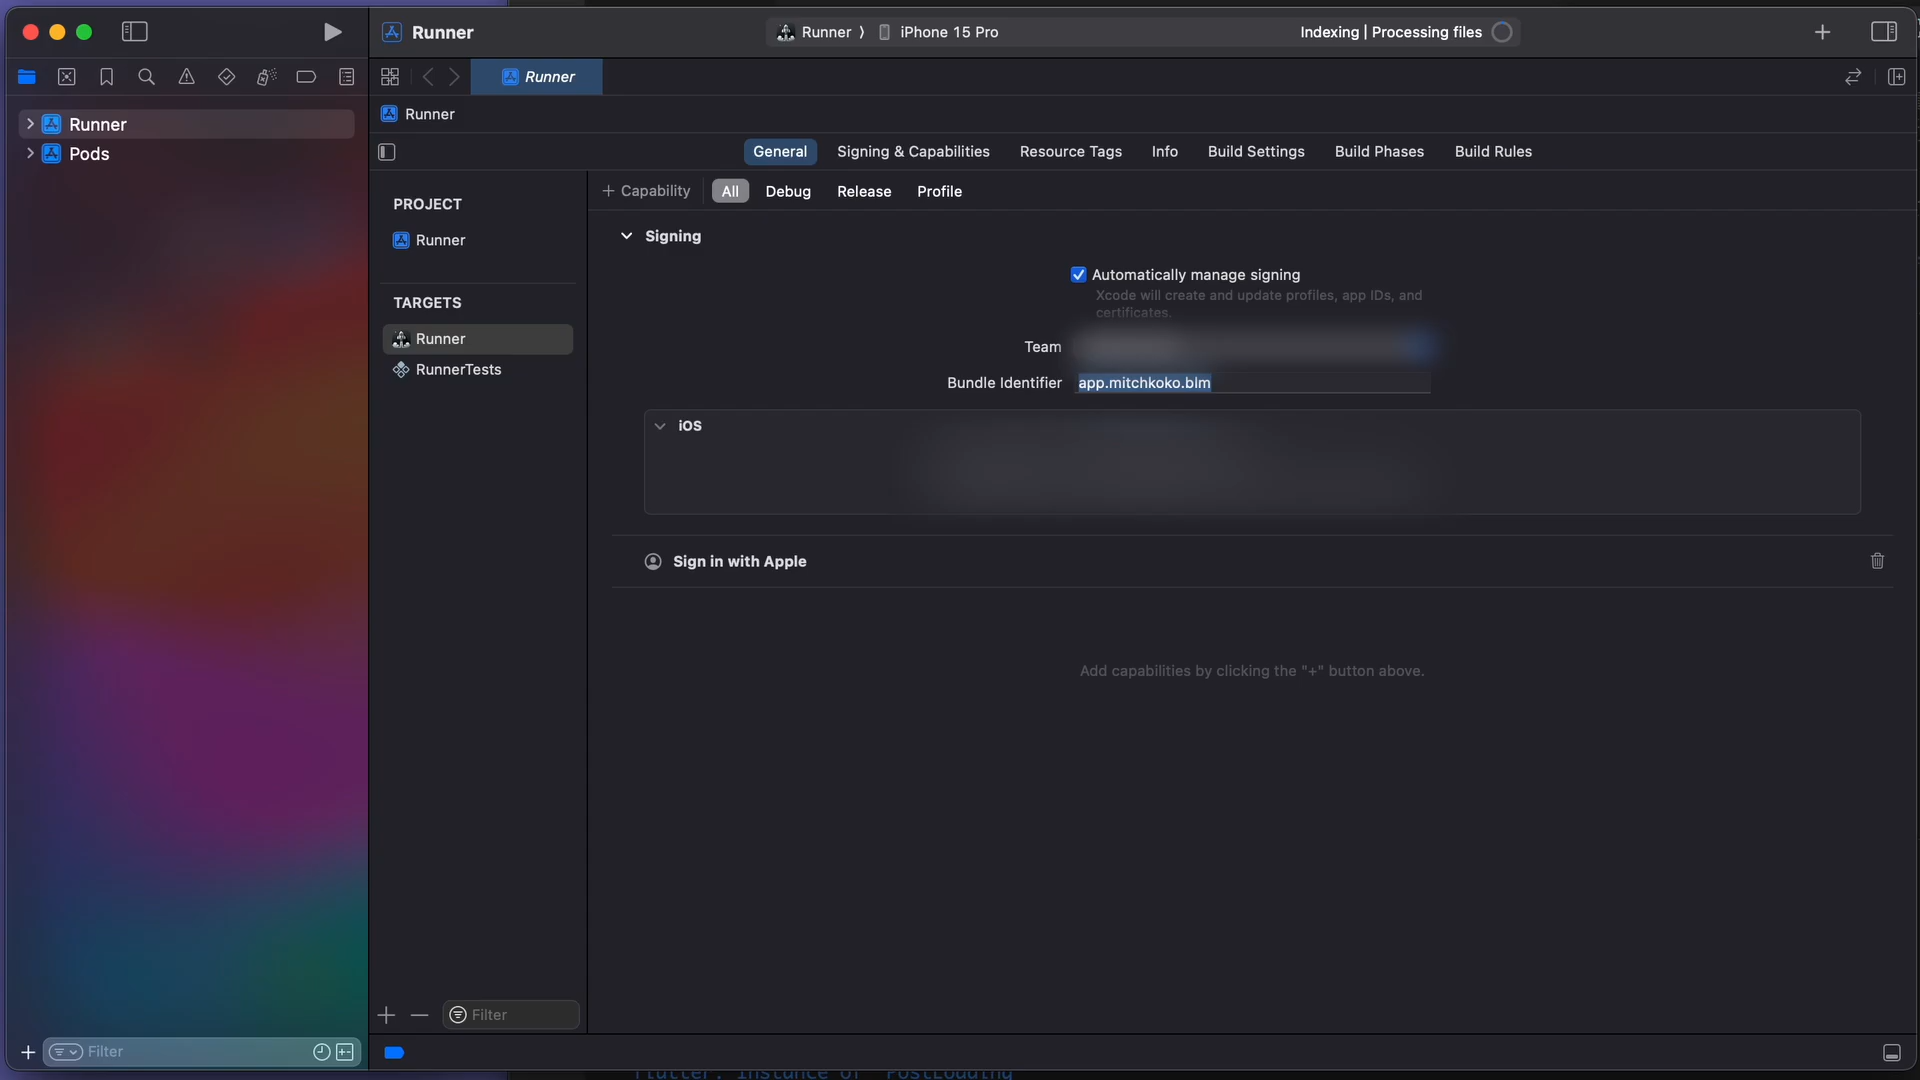 Runner
Runner ⟩ iPhone 15 Pro
Indexing | Processing files
Runner
Runner
Runner
Pods
General
Signing & Capabilities
Resource Tags
Info
Build Settings
Build Phases
Build Rules
+ Capability
All
Debug
Release
Profile
PROJECT
Runner
TARGETS
Runner
RunnerTests
Signing
Automatically manage signing
Xcode will create and update profiles, app IDs, and
certificates.
Team
Bundle Identifier
app.mitchkoko.blm
iOS
Sign in with Apple
Add capabilities by clicking the "+" button above.
Filter
Filter